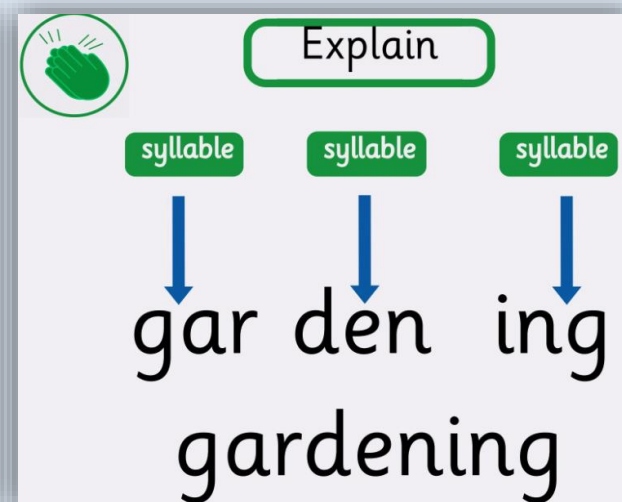 Explain
syllable syllable syllable
gar den ing
gardening